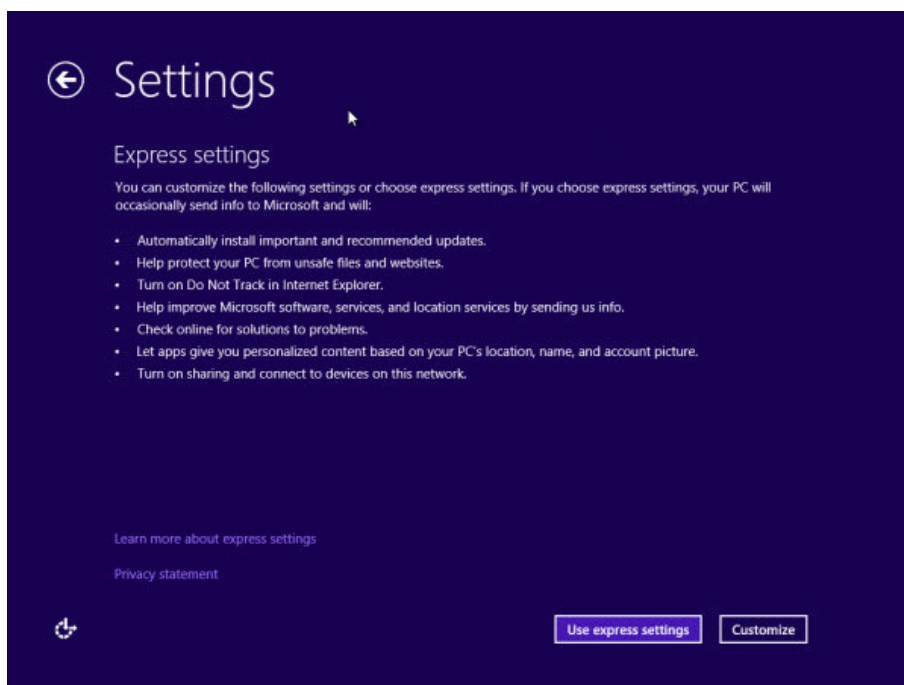 Settings
Express settings
You can customize the following settings or choose express settings. If you choose express settings, your PC will
occasionally send info to Microsoft and will:
• Automatically install important and recommended updates.
• Help protect your PC from unsafe files and websites.
• Turn on Do Not Track in Internet Explorer.
• Help improve Microsoft software, services, and location services by sending us info.
• Check online for solutions to problems.
• Let apps give you personalized content based on your PC's location, name, and account picture.
• Turn on sharing and connect to devices on this network.
Learn more about express settings
Privacy statement
Use express settings
Customize